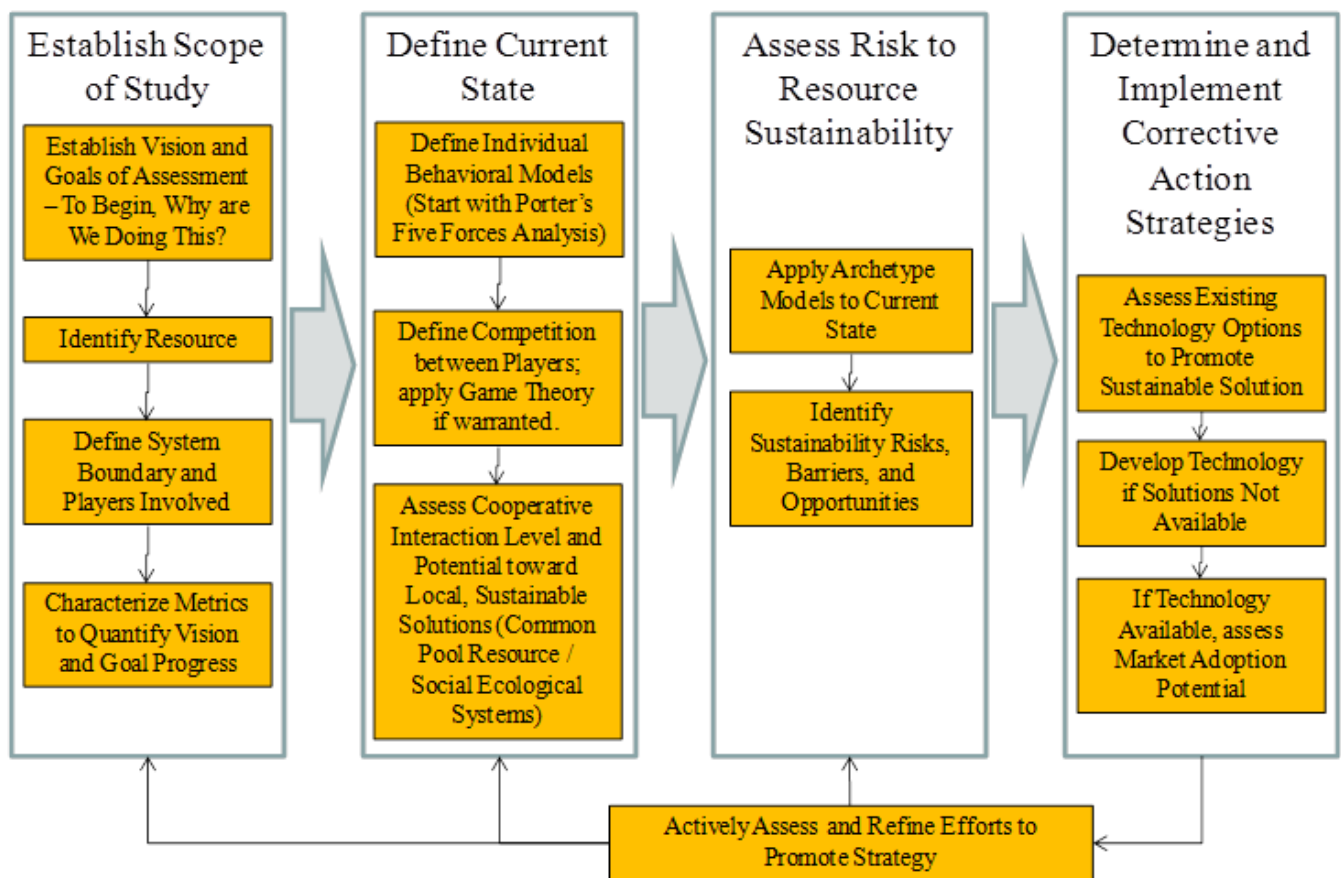 Establish Scope
of Study
Establish Vision and
Goals of Assessment
– To Begin, Why are
We Doing This?
Identify Resource
Define System
Boundary and
Players Involved
Characterize Metrics
to Quantify Vision
and Goal Progress
Define Current
State
Define Individual
Behavioral Models
(Start with Porter's
Five Forces Analysis)
Define Competition
between Players;
apply Game Theory
if warranted.
Assess Cooperative
Interaction Level and
Potential toward
Local, Sustainable
Solutions (Common
Pool Resource /
Social Ecological
Systems)
Assess Risk to
Resource
Sustainability
Apply Archetype
Models to Current
State
Identify
Sustainability Risks,
Barriers, and
Opportunities
Determine and
Implement
Corrective
Action
Strategies
Assess Existing
Technology Options
to Promote
Sustainable Solution
Develop Technology
if Solutions Not
Available
If Technology
Available, assess
Market Adoption
Potential
Actively Assess and Refine Efforts to
Promote Strategy